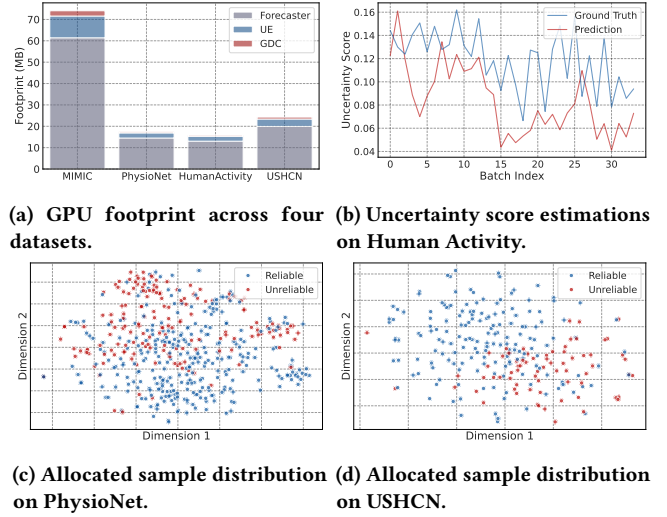 Footprint (MB)
80
70
60
50
40
30
20
10
0
Forecaster
UE
GDC
MIMIC PhysioNet HumanActivity USHCN
(a) GPU footprint across four
datasets.
Uncertainty Score
0.16
0.14
0.12
0.10
0.08
0.06
0.04
Ground Truth
Prediction
0 5 10 15 20 25 30
Batch Index
(b) Uncertainty score estimations
on Human Activity.
Dimension 2
Reliable
Unreliable
Dimension 1
(c) Allocated sample distribution
on PhysioNet.
Dimension 2
Reliable
Unreliable
Dimension 1
(d) Allocated sample distribution
on USHCN.